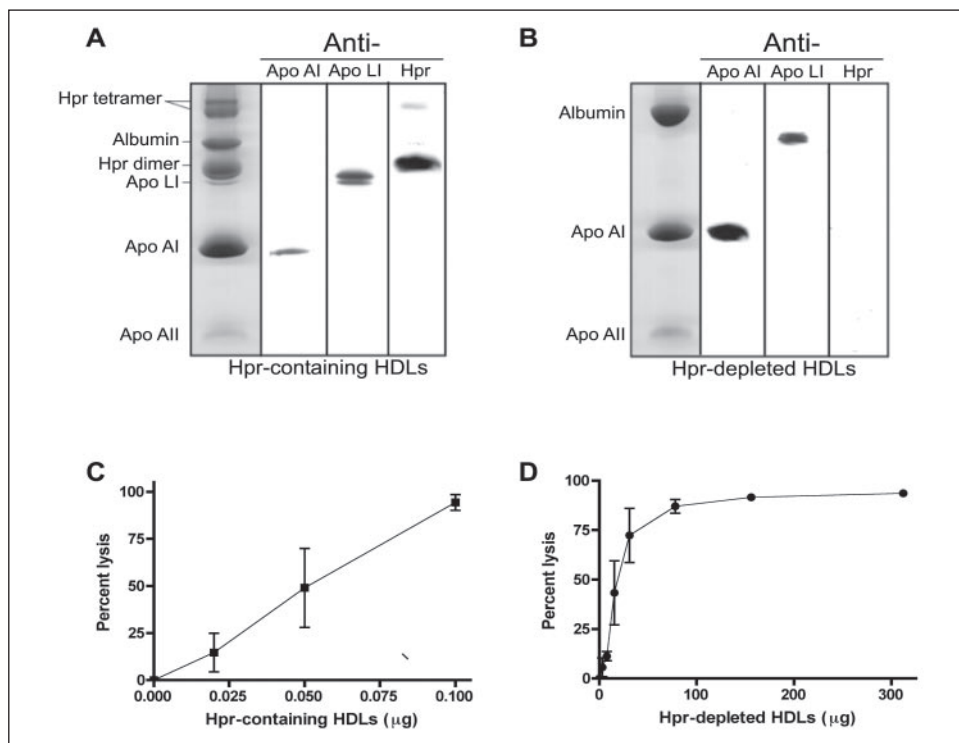 A
Anti-
Apo AI Apo LI Hpr
Hpr tetramer
Albumin
Hpr dimer
Apo LI
Apo AI
Apo AII
Hpr-containing HDLs
B
Anti-
Apo AI Apo LI Hpr
Albumin
Apo AI
Apo AII
Hpr-depleted HDLs
C
Percent lysis
100
75
50
25
0
0.000 0.025 0.050 0.075 0.100
Hpr-containing HDLs (μg)
D
Percent lysis
100
75
50
25
0
0 100 200 300
Hpr-depleted HDLs (μg)